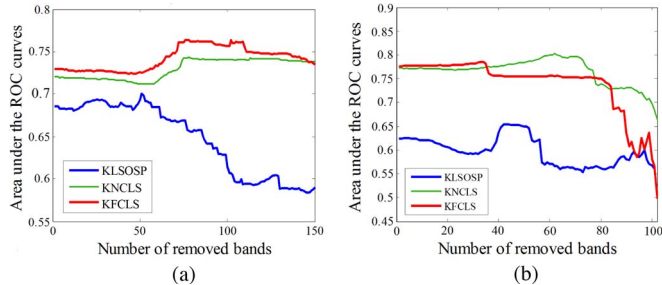 0.8
0.75
0.7
0.65
0.6
0.55
0
50
100
150
Area under the ROC curves
Number of removed bands
KLSOSP
KNCLS
KFCLS
(a)
0.9
0.85
0.8
0.75
0.7
0.65
0.6
0.55
0.5
0.45
0.4
0
20
40
60
80
100
Area under the ROC curves
Number of removed bands
KLSOSP
KNCLS
KFCLS
(b)